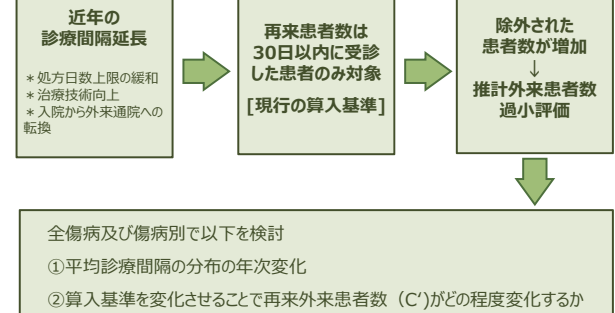 近年の
診療間隔延長
＊処方日数上限の緩和
＊治療技術向上
＊入院から外来通院への
転換
再来患者数は
30日以内に受診
した患者のみ対象
[現行の算入基準]
除外された
患者数が増加
↓
推計外来患者数
過小評価
全傷病及び傷病別で以下を検討
①平均診療間隔の分布の年次変化
②算入基準を変化させることで再来外来患者数（C’)がどの程度変化するか